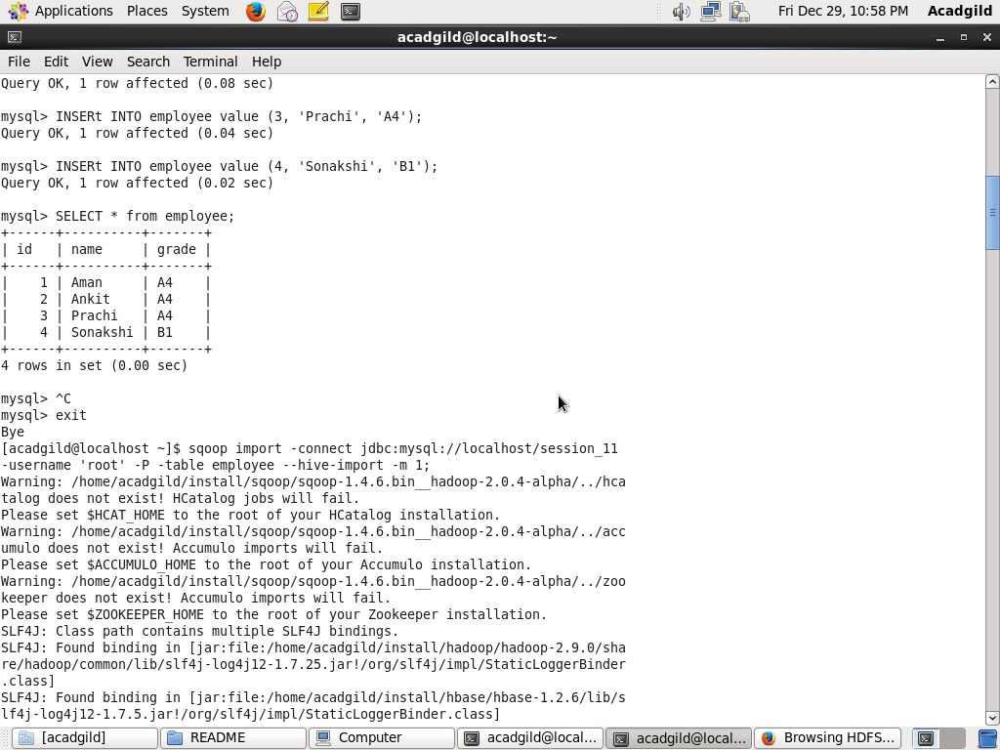 Applications Places System Fri Dec 29, 10:58 PM Acadgild
acadgild@localhost:~
File Edit View Search Terminal Help
Query OK, 1 row affected (0.08 sec)
mysql> INSERt INTO employee value (3, 'Prachi', 'A4');
Query OK, 1 row affected (0.04 sec)
mysql> INSERt INTO employee value (4, 'Sonakshi', 'B1');
Query OK, 1 row affected (0.02 sec)
mysql> SELECT * from employee;
+------+----------+-------+
| id   | name     | grade |
+------+----------+-------+
|    1 | Aman     | A4    |
|    2 | Ankit    | A4    |
|    3 | Prachi   | A4    |
|    4 | Sonakshi | B1    |
+------+----------+-------+
4 rows in set (0.00 sec)
mysql> ^C
mysql> exit
Bye
[acadgild@localhost ~]$ sqoop import -connect jdbc:mysql://localhost/session_11
-username 'root' -P -table employee --hive-import -m 1;
Warning: /home/acadgild/install/sqoop/sqoop-1.4.6.bin__hadoop-2.0.4-alpha/../hca
talog does not exist! HCatalog jobs will fail.
Please set $HCAT_HOME to the root of your HCatalog installation.
Warning: /home/acadgild/install/sqoop/sqoop-1.4.6.bin__hadoop-2.0.4-alpha/../acc
umulo does not exist! Accumulo imports will fail.
Please set $ACCUMULO_HOME to the root of your Accumulo installation.
Warning: /home/acadgild/install/sqoop/sqoop-1.4.6.bin__hadoop-2.0.4-alpha/../zoo
keeper does not exist! Accumulo imports will fail.
Please set $ZOOKEEPER_HOME to the root of your Zookeeper installation.
SLF4J: Class path contains multiple SLF4J bindings.
SLF4J: Found binding in [jar:file:/home/acadgild/install/hadoop/hadoop-2.9.0/sha
re/hadoop/common/lib/slf4j-log4j12-1.7.25.jar!/org/slf4j/impl/StaticLoggerBinder
.class]
SLF4J: Found binding in [jar:file:/home/acadgild/install/hbase/hbase-1.2.6/lib/s
lf4j-log4j12-1.7.5.jar!/org/slf4j/impl/StaticLoggerBinder.class]
[acadgild] README Computer acadgild@local... acadgild@local... Browsing HDFS...